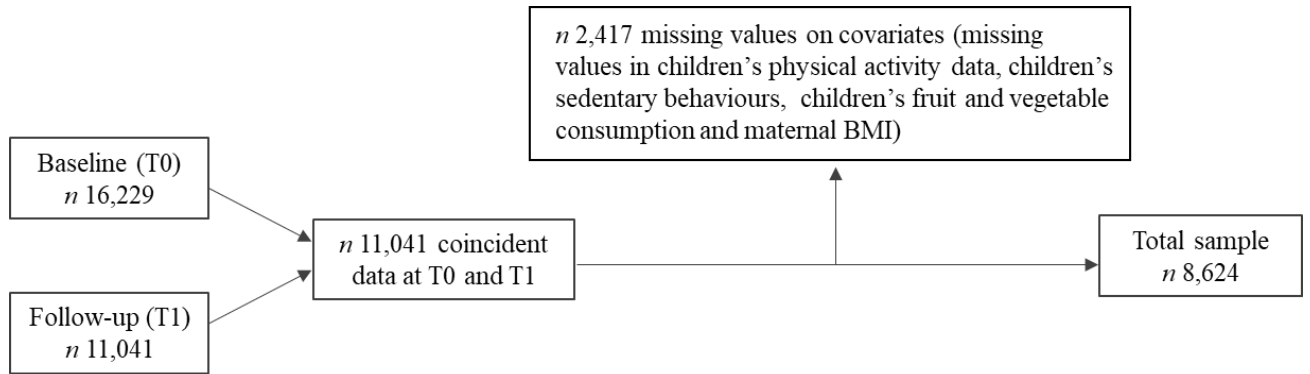 n 2,417 missing values on covariates (missing
values in children's physical activity data, children's
sedentary behaviours, children's fruit and vegetable
consumption and maternal BMI)
Baseline (T0)
n 16,229
Follow-up (T1)
n 11,041
n 11,041 coincident
data at T0 and T1
Total sample
n 8,624